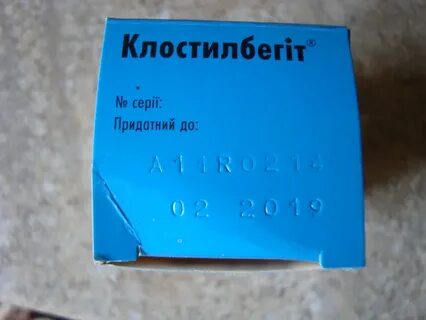 Клостилбегіт®
№ серії:
Придатний до:
A11R0214
02 2019